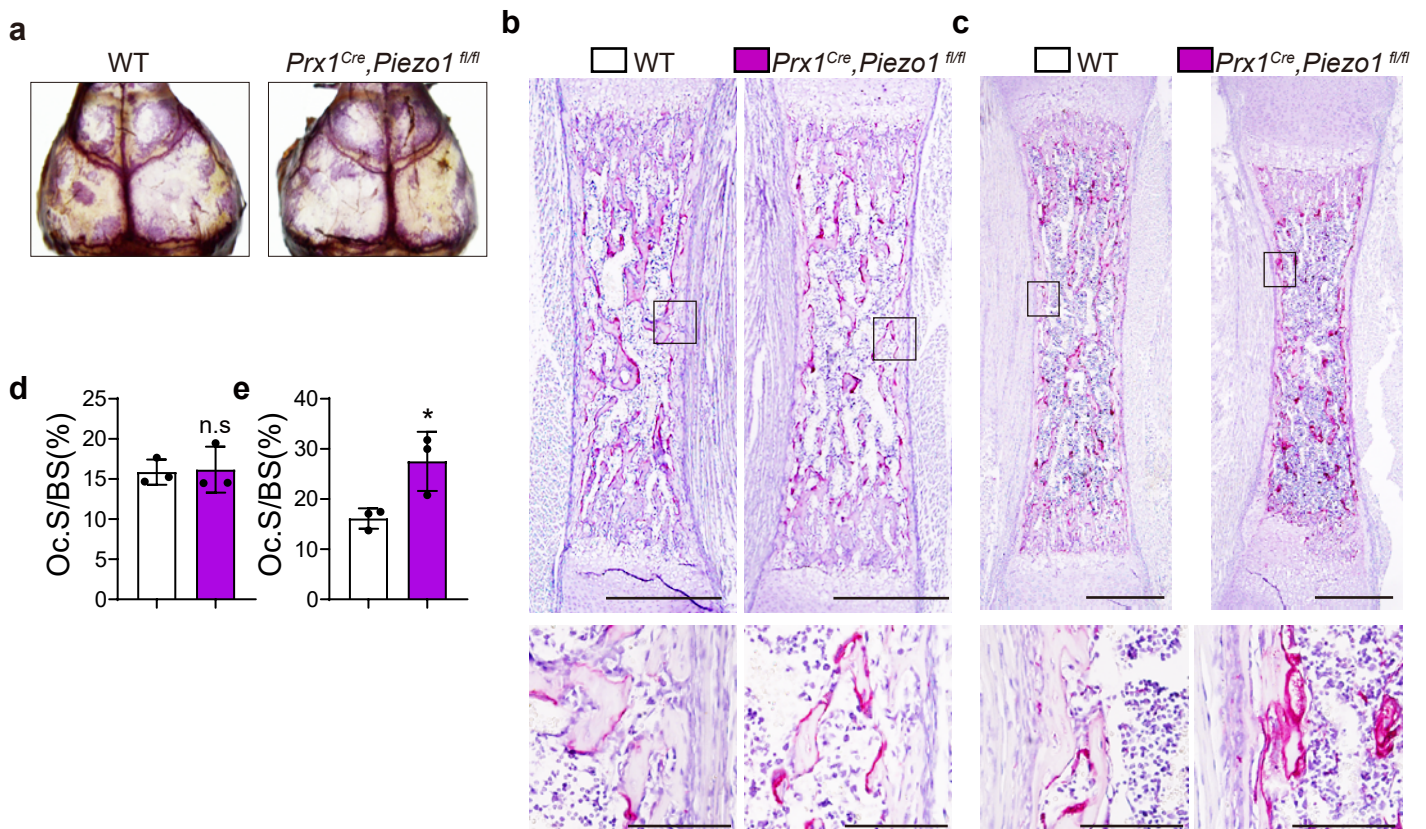 a
WT
Prx1Cre,Piezo1 fl/fl
b
WT
Prx1Cre,Piezo1 fl/fl
c
WT
Prx1Cre,Piezo1 fl/fl
d
Oc.S/BS(%)
25
20
15
10
5
0
n.s
e
Oc.S/BS(%)
40
30
20
10
0
*